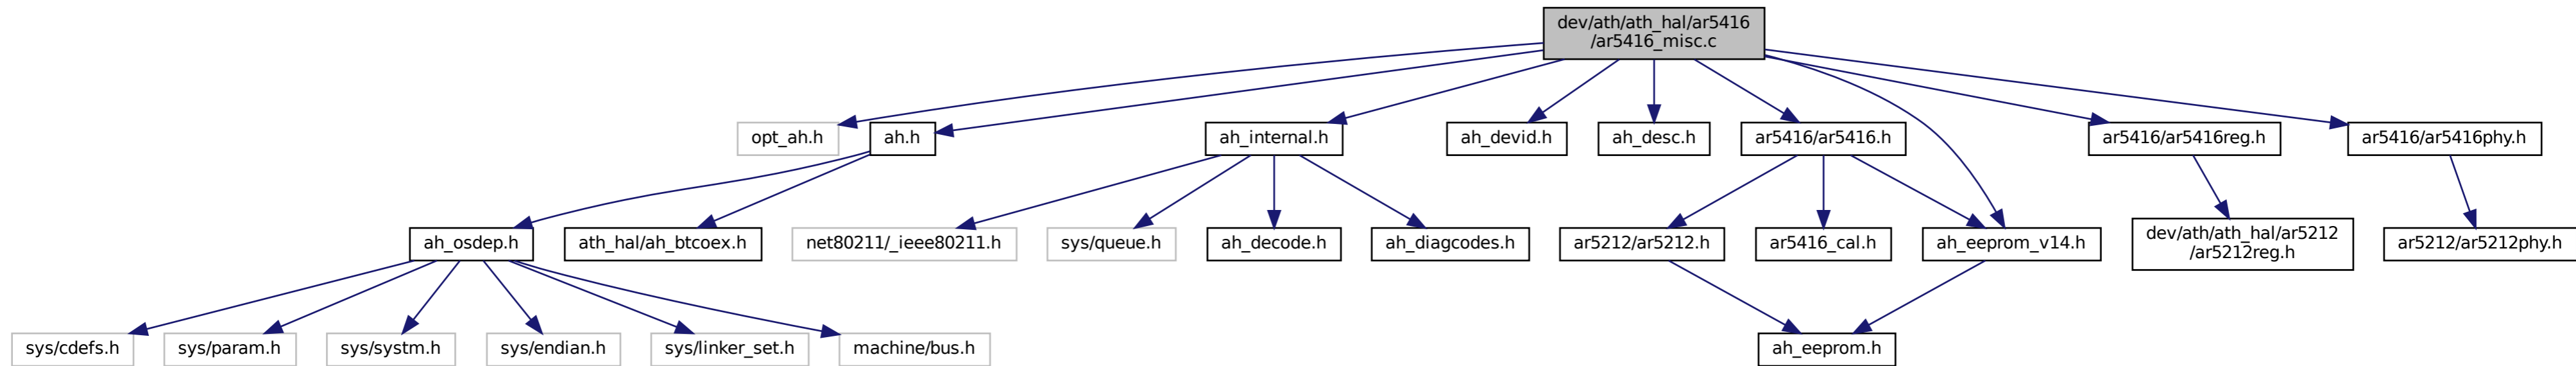 dev/ath/ath_hal/ar5416
/ar5416_misc.c
opt_ah.h
ah.h
ah_internal.h
ah_devid.h
ah_desc.h
ar5416/ar5416.h
ar5416/ar5416reg.h
ar5416/ar5416phy.h
ah_osdep.h
ath_hal/ah_btcoex.h
net80211/_ieee80211.h
sys/queue.h
ah_decode.h
ah_diagcodes.h
ar5212/ar5212.h
ar5416_cal.h
ah_eeprom_v14.h
dev/ath/ath_hal/ar5212
/ar5212reg.h
ar5212/ar5212phy.h
sys/cdefs.h
sys/param.h
sys/systm.h
sys/endian.h
sys/linker_set.h
machine/bus.h
ah_eeprom.h